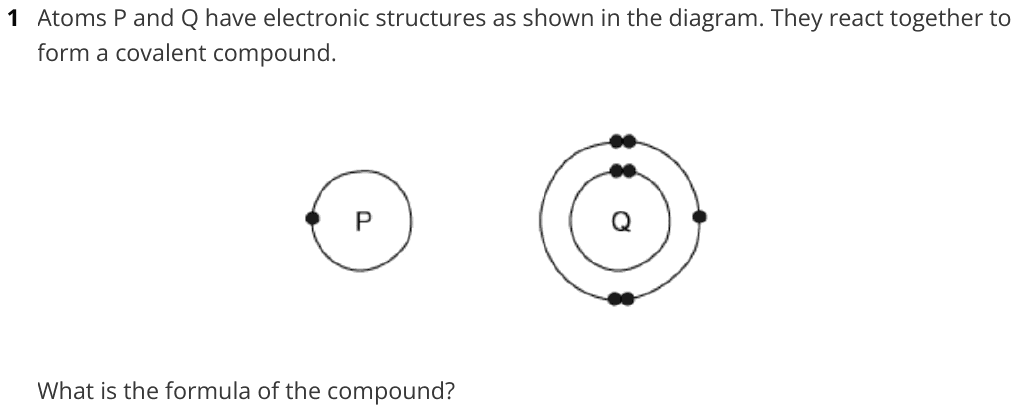 1 Atoms P and Q have electronic structures as shown in the diagram. They react together to
form a covalent compound.
P
Q
What is the formula of the compound?